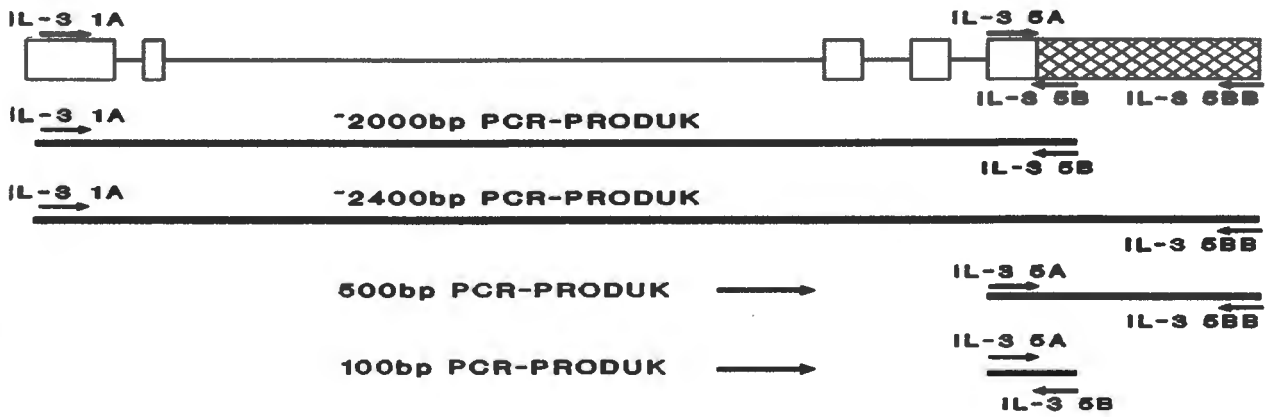 IL-3 1A
IL-3 5A
IL-3 5B
IL-3 5BB
IL-3 1A
~2000bp PCR-PRODUK
IL-3 5B
IL-3 1A
~2400bp PCR-PRODUK
IL-3 5BB
IL-3 5A
500bp PCR-PRODUK
IL-3 5BB
IL-3 5A
100bp PCR-PRODUK
IL-3 5B